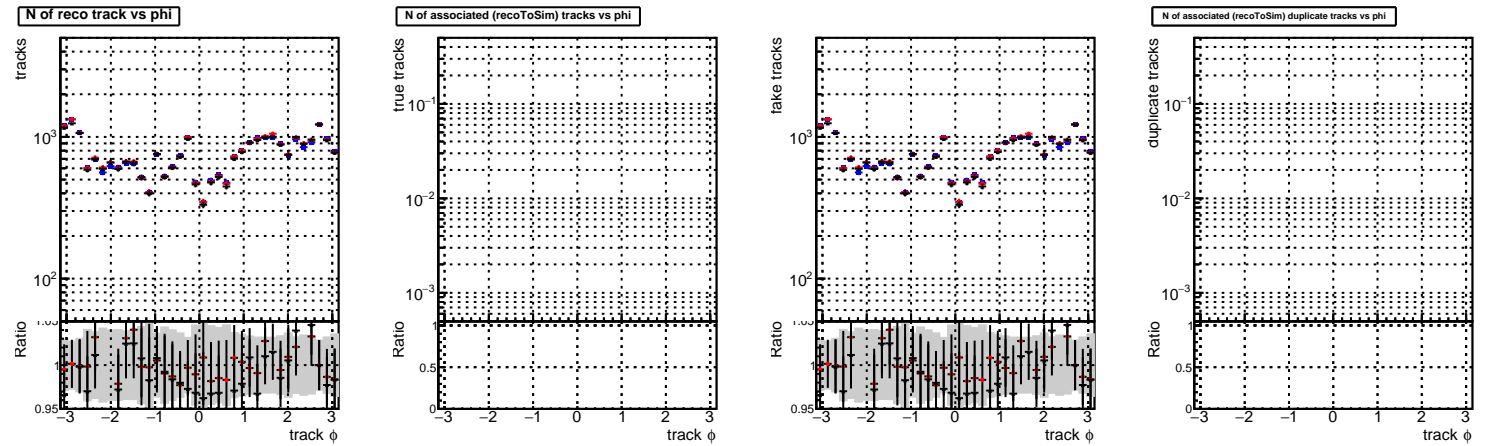 N of reco track vs phi
tracks
10³
10²
Ratio
1.05
1
0.95
−3 −2 −1 0 1 2 3
track φ
N of associated (recoToSim) tracks vs phi
true tracks
10⁻¹
10⁻²
10⁻³
Ratio
1
0.5
0
−3 −2 −1 0 1 2 3
track φ
fake tracks
10³
10²
Ratio
1.05
1
0.95
−3 −2 −1 0 1 2 3
track φ
N of associated (recoToSim) duplicate tracks vs phi
duplicate tracks
10⁻¹
10⁻²
10⁻³
Ratio
1
0.5
0
−3 −2 −1 0 1 2 3
track φ